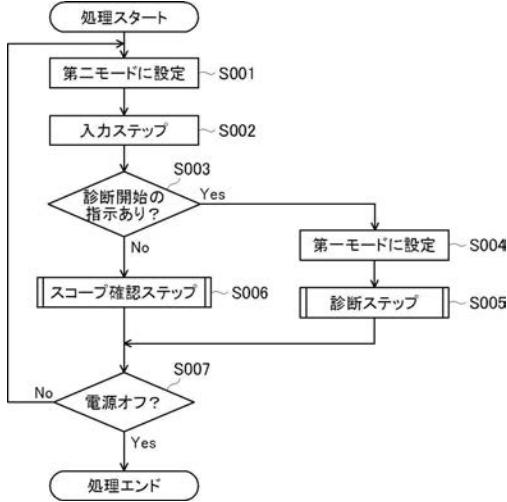 処理スタート
第二モードに設定
S001
入力ステップ
S002
S003
診断開始の
指示あり?
Yes
No
第一モードに設定
S004
スコープ確認ステップ
S006
診断ステップ
S005
S007
No
電源オフ?
Yes
処理エンド